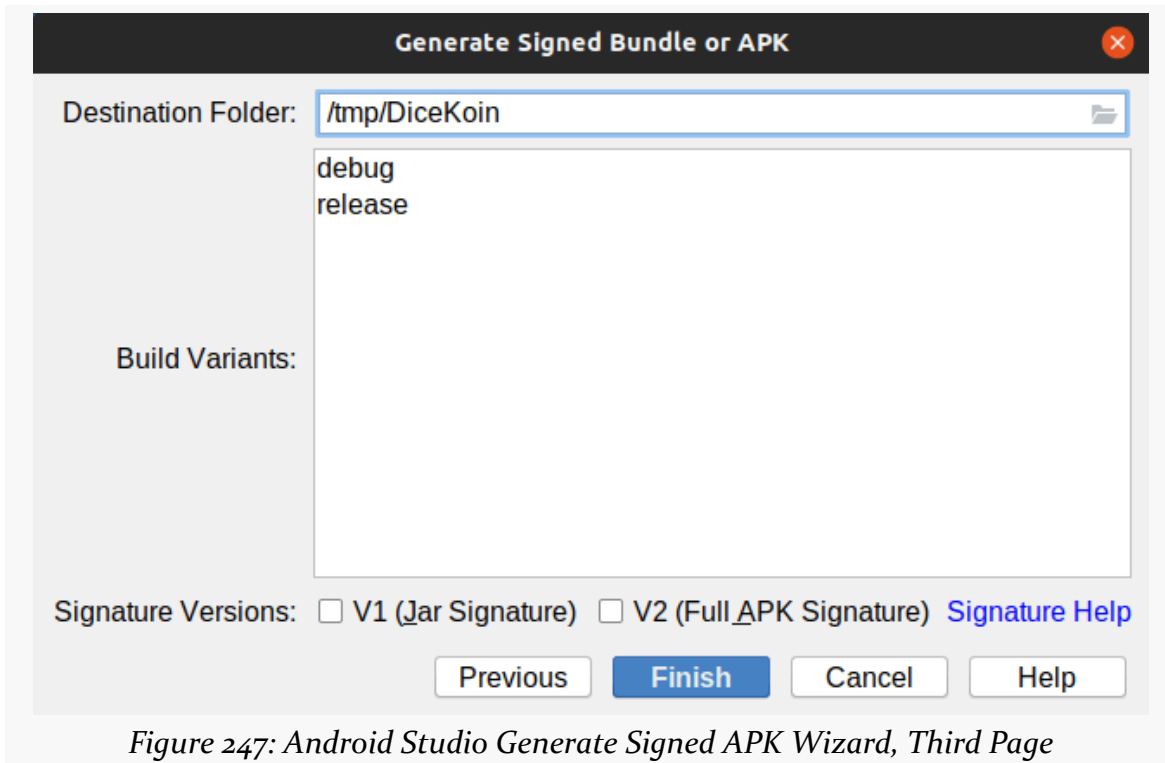 Generate Signed Bundle or APK
Destination Folder: /tmp/DiceKoin
debug
release
Build Variants:
Signature Versions: V1 (Jar Signature) V2 (Full APK Signature) Signature Help
Previous Finish Cancel Help
Figure 247: Android Studio Generate Signed APK Wizard, Third Page